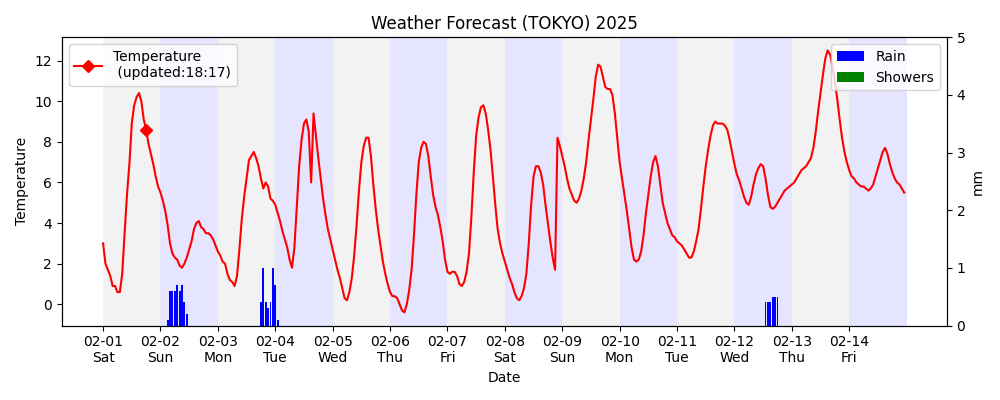 Weather Forecast (TOKYO) 2025
Temperature
(updated:18:17)
Rain
Showers
Temperature
12
10
8
6
4
2
0
5
4
3
2
1
0
mm
02-01 02-02 02-03 02-04 02-05 02-06 02-07 02-08 02-09 02-10 02-11 02-12 02-13 02-14
Sat Sun Mon Tue Wed Thu Fri Sat Sun Mon Tue Wed Thu Fri
Date